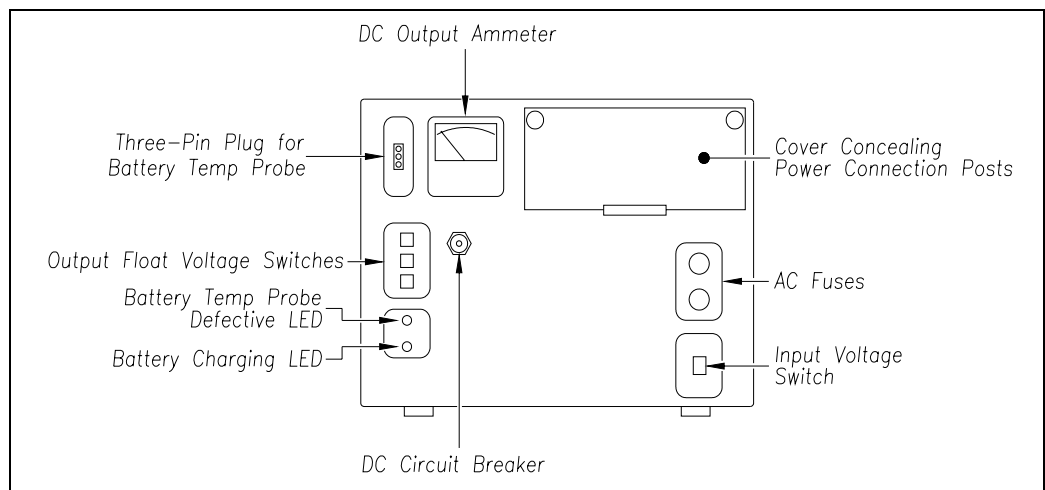 DC Output Ammeter
Three-Pin Plug for
Battery Temp Probe
Cover Concealing
Power Connection Posts
Output Float Voltage Switches
AC Fuses
Battery Temp Probe
Defective LED
Battery Charging LED
Input Voltage
Switch
DC Circuit Breaker